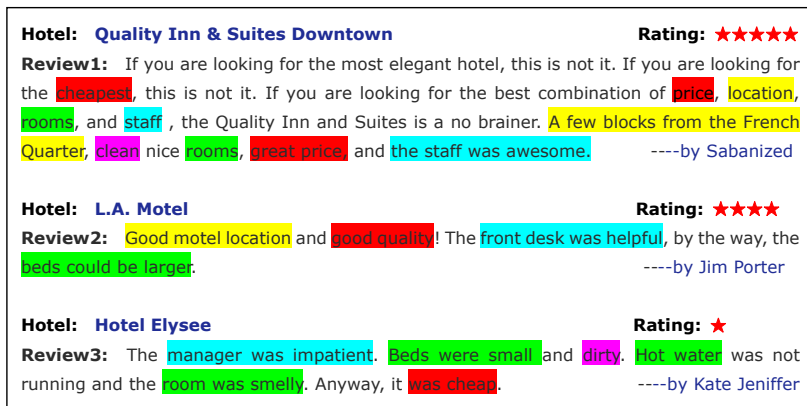 Hotel: Quality Inn & Suites Downtown Rating: ★★★★★
Review1: If you are looking for the most elegant hotel, this is not it. If you are looking for
the cheapest, this is not it. If you are looking for the best combination of price, location,
rooms, and staff , the Quality Inn and Suites is a no brainer. A few blocks from the French
Quarter, clean nice rooms, great price, and the staff was awesome. ----by Sabanized
Hotel: L.A. Motel Rating: ★★★★
Review2: Good motel location and good quality! The front desk was helpful, by the way, the
beds could be larger. ----by Jim Porter
Hotel: Hotel Elysee Rating: ★
Review3: The manager was impatient. Beds were small and dirty. Hot water was not
running and the room was smelly. Anyway, it was cheap. ----by Kate Jeniffer